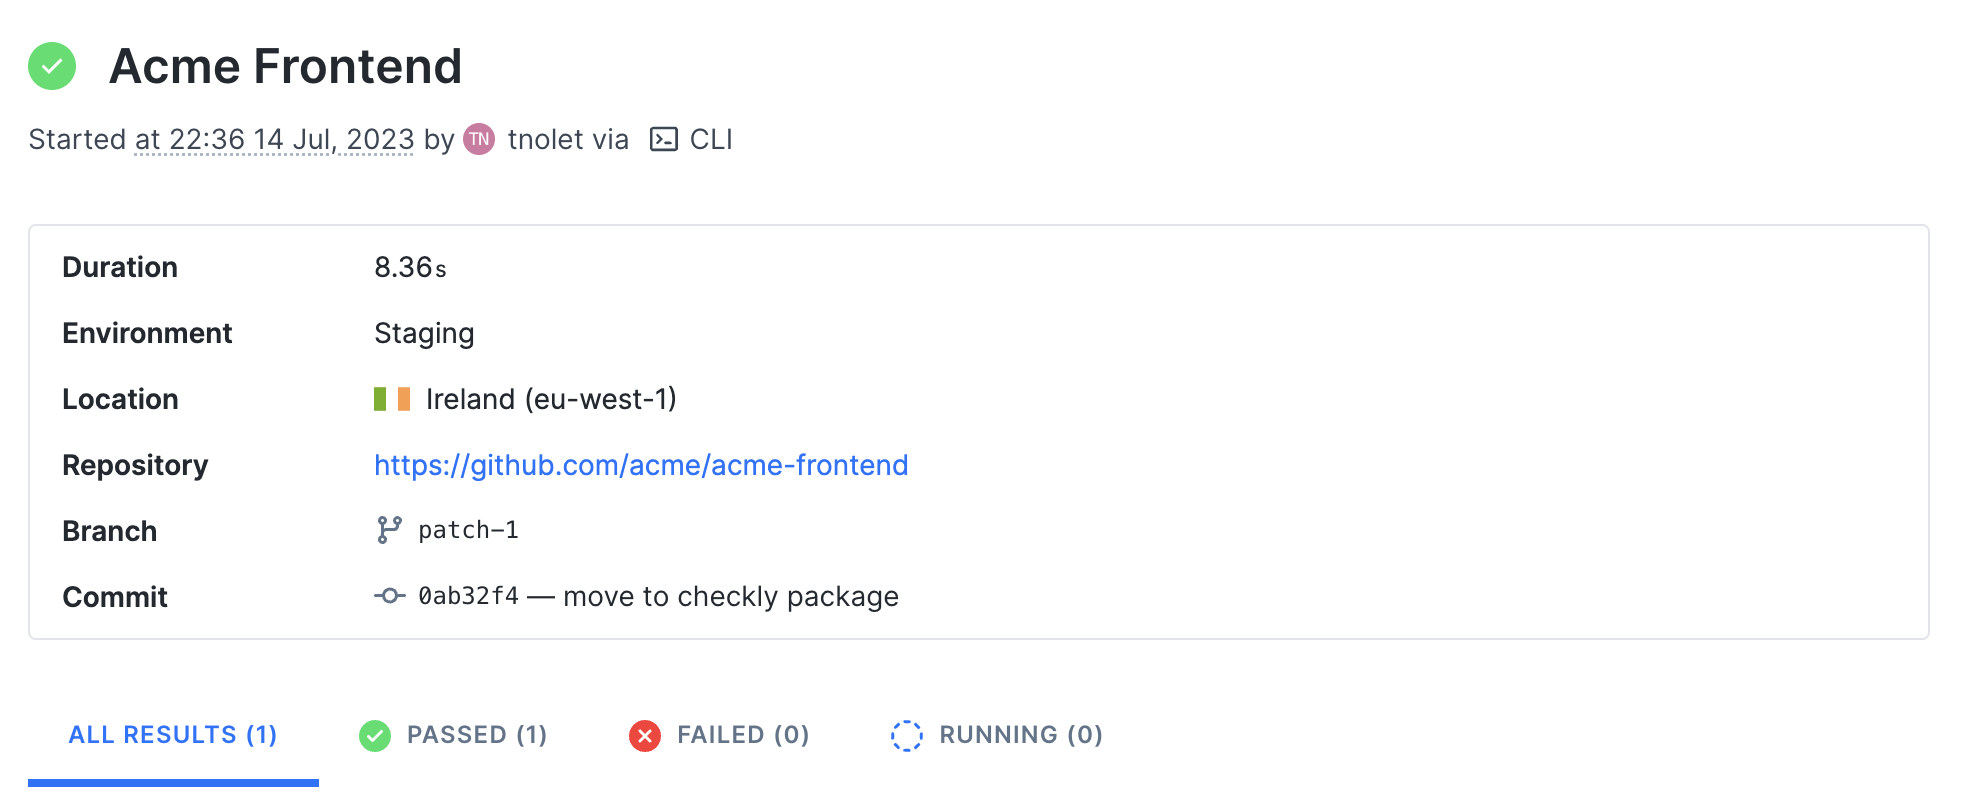 Acme Frontend
Started at 22:36 14 Jul, 2023 by TN tnolet via CLI
Duration 8.36s
Environment Staging
Location Ireland (eu-west-1)
Repository https://github.com/acme/acme-frontend
Branch patch-1
Commit 0ab32f4 — move to checkly package
ALL RESULTS (1) PASSED (1) FAILED (0) RUNNING (0)